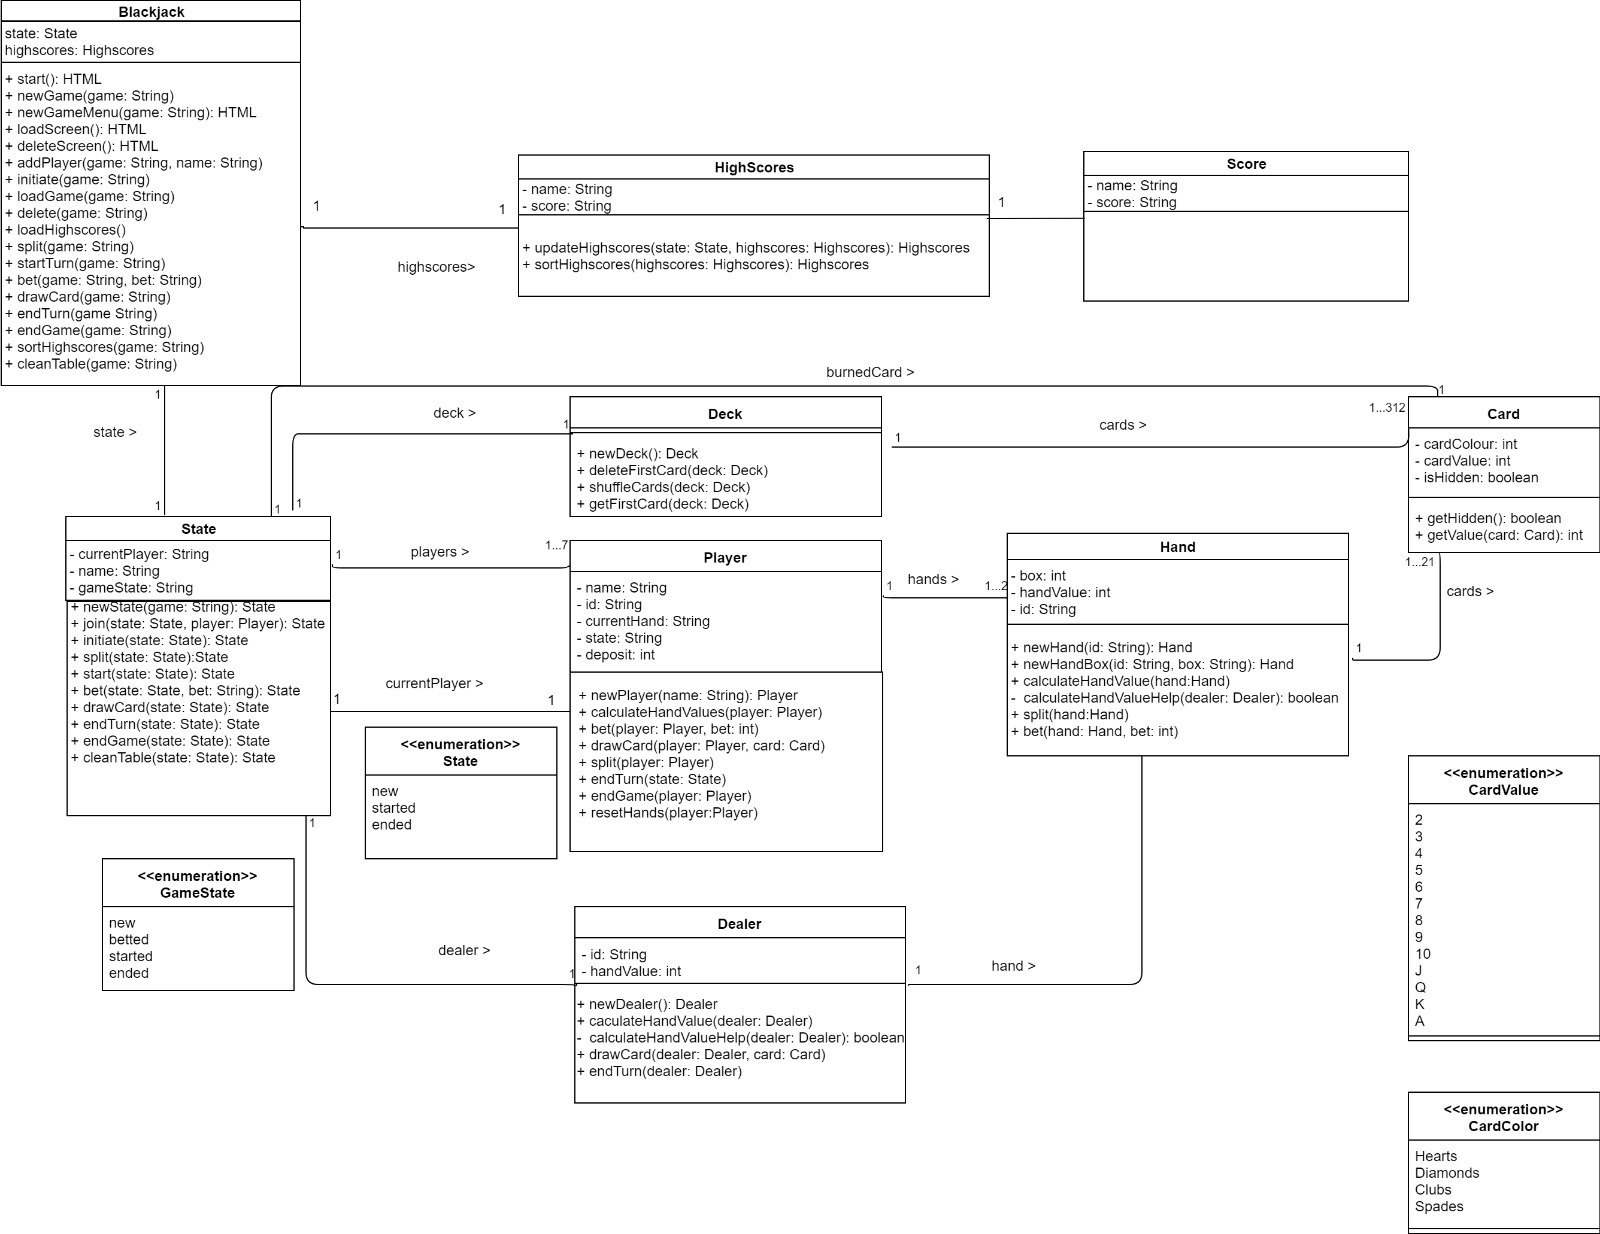 Blackjack
state: State
highscores: Highscores
+ start(): HTML
+ newGame(game: String)
+ newGameMenu(game: String): HTML
+ loadScreen(): HTML
+ deleteScreen(): HTML
+ addPlayer(game: String, name: String)
+ initiate(game: String)
+ loadGame(game: String)
+ delete(game: String)
+ loadHighscores()
+ split(game: String)
+ startTurn(game: String)
+ bet(game: String, bet: String)
+ drawCard(game: String)
+ endTurn(game String)
+ endGame(game: String)
+ sortHighscores(game: String)
+ cleanTable(game: String)
1
1
highscores>
HighScores
- name: String
- score: String
+ updateHighscores(state: State, highscores: Highscores): Highscores
+ sortHighscores(highscores: Highscores): Highscores
1
Score
- name: String
- score: String
1
state >
1
burnedCard >
1
1
deck >
1
1
Deck
+ newDeck(): Deck
+ deleteFirstCard(deck: Deck)
+ shuffleCards(deck: Deck)
+ getFirstCard(deck: Deck)
1
cards >
1...312
Card
- cardColour: int
- cardValue: int
- isHidden: boolean
+ getHidden(): boolean
+ getValue(card: Card): int
State
- currentPlayer: String
- name: String
- gameState: String
+ newState(game: String): State
+ join(state: State, player: Player): State
+ initiate(state: State): State
+ split(state: State):State
+ start(state: State): State
+ bet(state: State, bet: String): State
+ drawCard(state: State): State
+ endTurn(state: State): State
+ endGame(state: State): State
+ cleanTable(state: State): State
1
players >
1...7
Player
- name: String
- id: String
- currentHand: String
- state: String
- deposit: int
+ newPlayer(name: String): Player
+ calculateHandValues(player: Player)
+ bet(player: Player, bet: int)
+ drawCard(player: Player, card: Card)
+ split(player: Player)
+ endTurn(state: State)
+ endGame(player: Player)
+ resetHands(player:Player)
1
hands >
1...2
Hand
- box: int
- handValue: int
- id: String
+ newHand(id: String): Hand
+ newHandBox(id: String, box: String): Hand
+ calculateHandValue(hand:Hand)
- calculateHandValueHelp(dealer: Dealer): boolean
+ split(hand:Hand)
+ bet(hand: Hand, bet: int)
1...21
cards >
1
1
currentPlayer >
1
<<enumeration>>
State
new
started
ended
<<enumeration>>
CardValue
2
3
4
5
6
7
8
9
10
J
Q
K
A
1
<<enumeration>>
GameState
new
betted
started
ended
dealer >
1
Dealer
- id: String
- handValue: int
+ newDealer(): Dealer
+ caculateHandValue(dealer: Dealer)
- calculateHandValueHelp(dealer: Dealer): boolean
+ drawCard(dealer: Dealer, card: Card)
+ endTurn(dealer: Dealer)
1
hand >
<<enumeration>>
CardColor
Hearts
Diamonds
Clubs
Spades